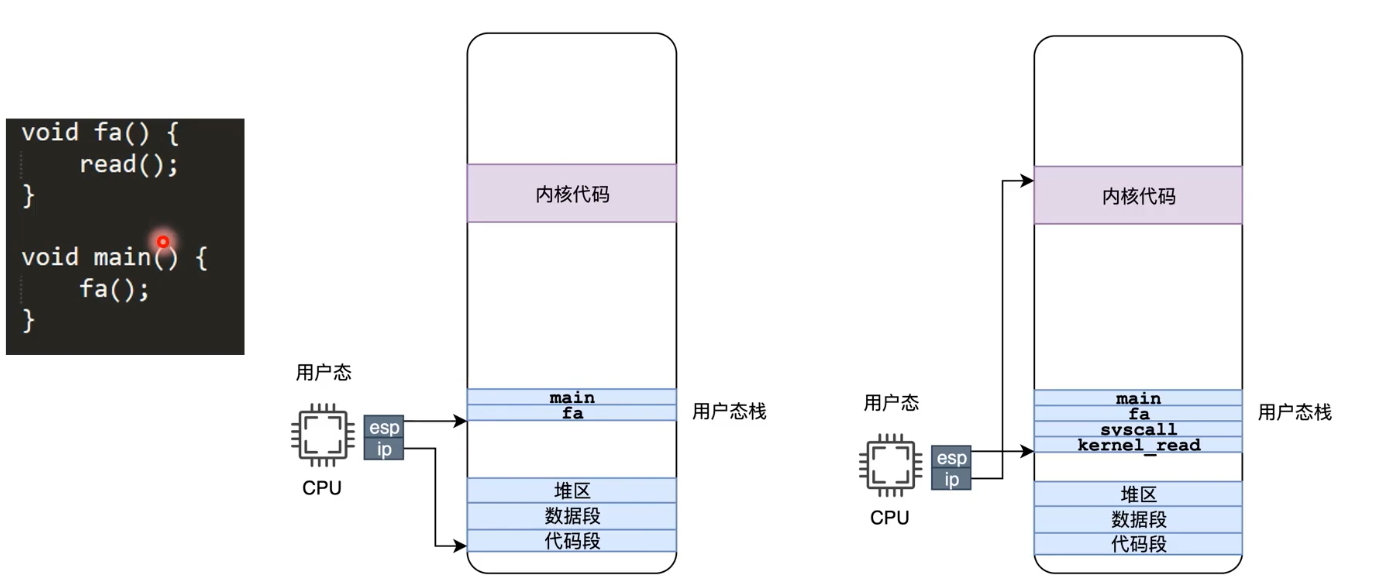 void fa() {
read();
}
void main() {
fa();
}
用户态
esp
ip
CPU
内核代码
main
fa
用户态栈
堆区
数据段
代码段
用户态
esp
ip
CPU
内核代码
main
fa
syscall
kernel_read
用户态栈
堆区
数据段
代码段